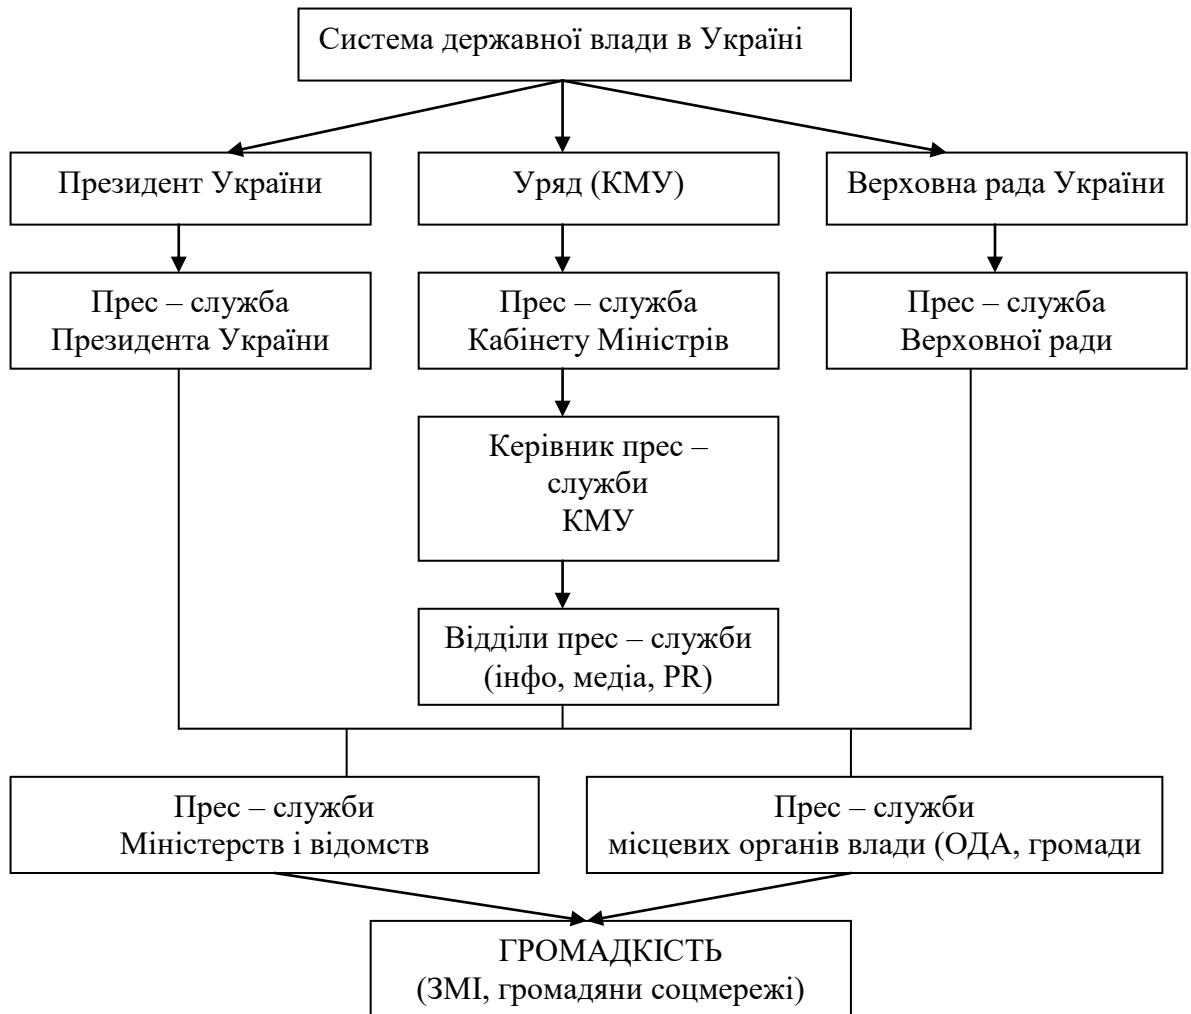 Система державної влади в Україні
Президент України
Уряд (КМУ)
Верховна рада України
Прес – служба
Президента України
Прес – служба
Кабінету Міністрів
Прес – служба
Верховної ради
Керівник прес –
служби
КМУ
Відділи прес – служби
(інфо, медіа, PR)
Прес – служби
Міністерств і відомств
Прес – служби
місцевих органів влади (ОДА, громади
ГРОМАДКІСТЬ
(ЗМІ, громадяни соцмережі)